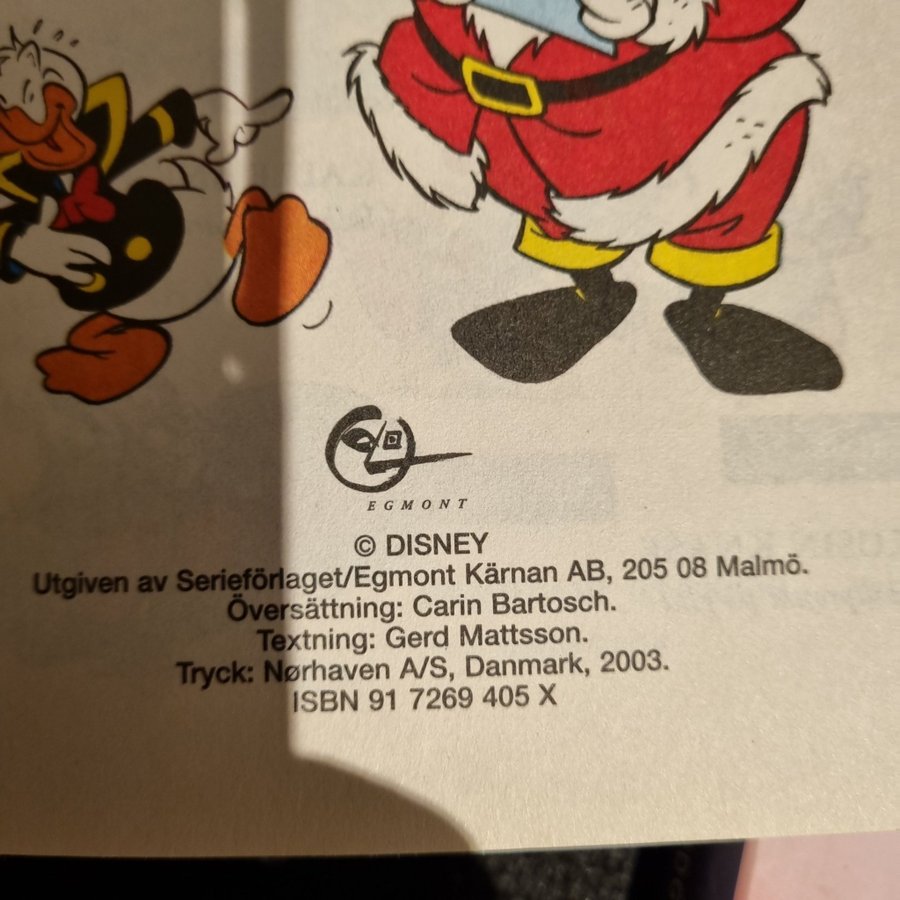 EGMONT
© DISNEY
Utgiven av Serieförlaget/Egmont Kärnan AB, 205 08 Malmö.
Översättning: Carin Bartosch.
Textning: Gerd Mattsson.
Tryck: Nørhaven A/S, Danmark, 2003.
ISBN 91 7269 405 X